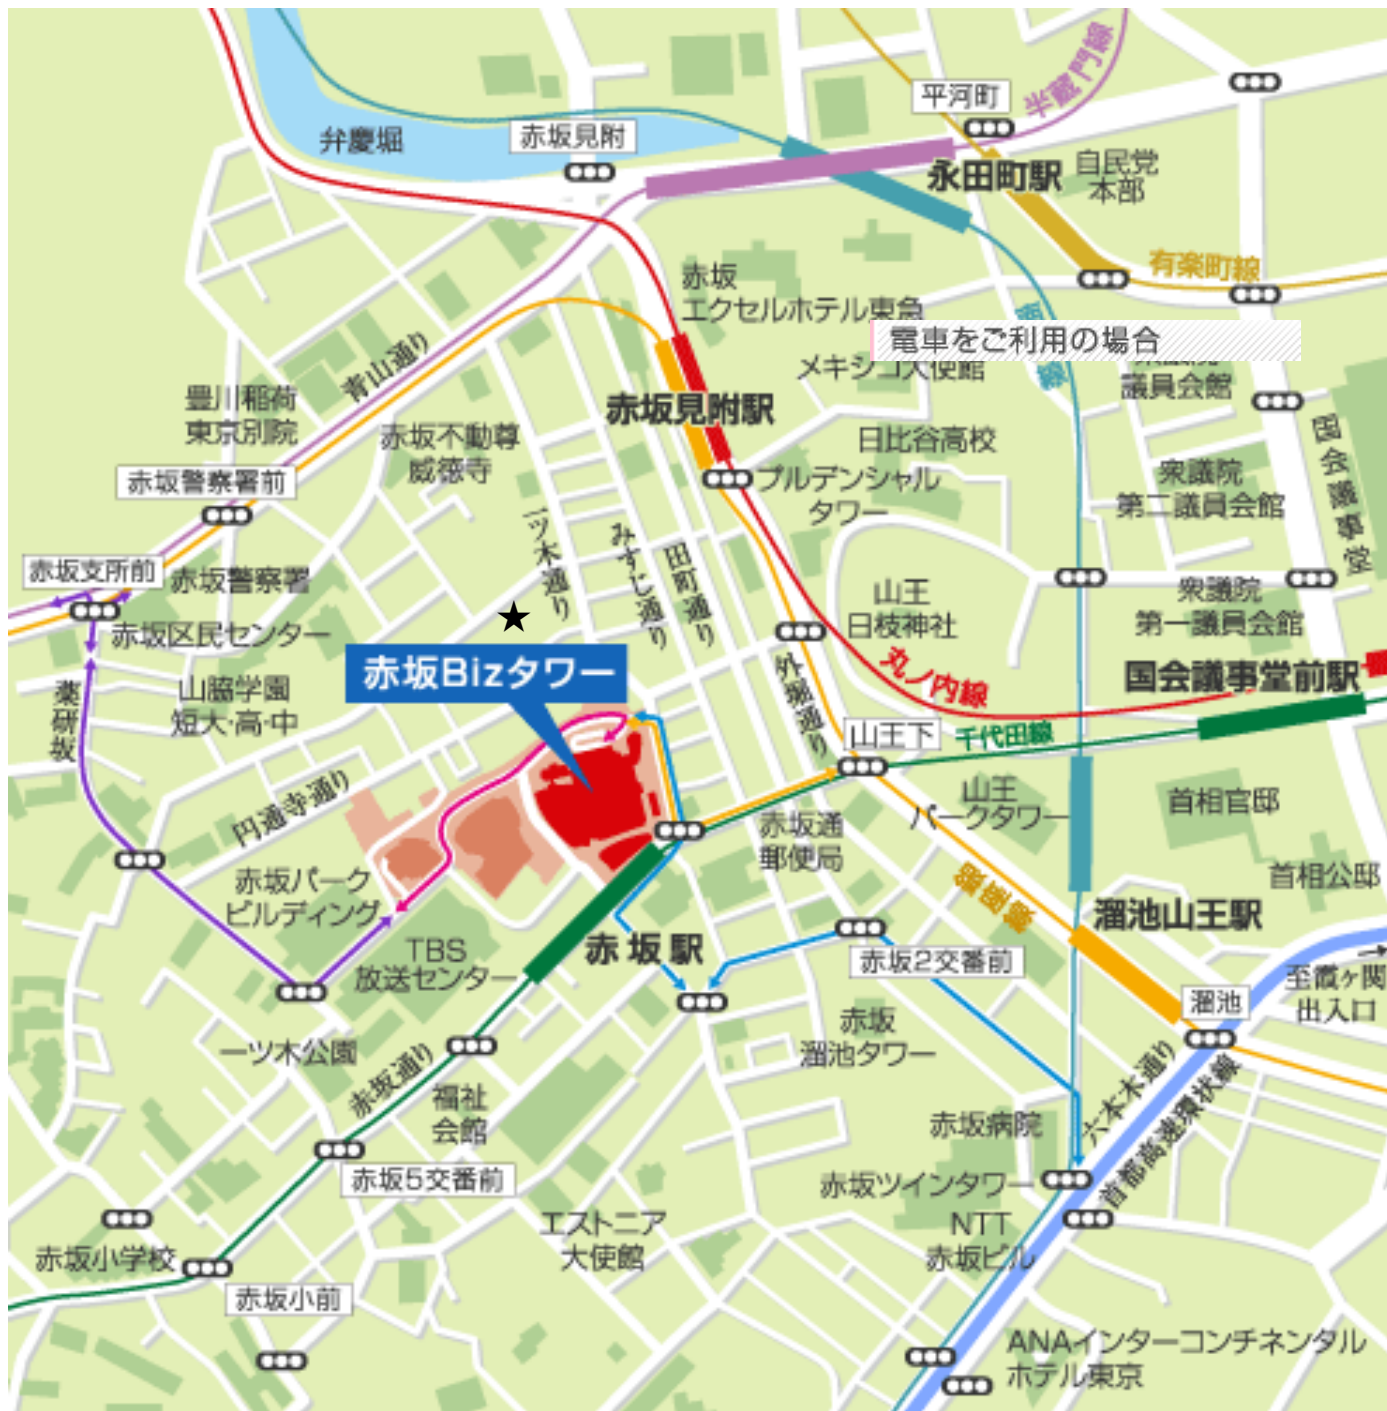 半蔵門線
平河町
弁慶堀
赤坂見附
永田町駅
自民党
本部
有楽町線
赤坂
エクセルホテル東急
電車をご利用の場合
メキシコ大使館
議員会館
青山通り
豊川稲荷
東京別院
赤坂見附駅
赤坂不動尊
威徳寺
日比谷高校
国会議事堂
赤坂警察署前
プルデンシャル
タワー
衆議院
第二議員会館
一ツ木通り
みすじ通り
田町通り
赤坂支所前
赤坂警察署
山王
日枝神社
衆議院
第一議員会館
★
赤坂区民センター
赤坂Bizタワー
外堀通り
丸ノ内線
国会議事堂前駅
薬研坂
山脇学園
短大・高・中
山王下
千代田線
円通寺通り
赤坂通
郵便局
山王
パークタワー
首相官邸
赤坂パーク
ビルディング
銀座線
首相公邸
溜池山王駅
TBS
放送センター
赤坂駅
赤坂2交番前
至霞ヶ関
出入口
溜池
一ツ木公園
赤坂通り
赤坂
溜池タワー
福祉
会館
六本木通り
首都高速環状線
赤坂病院
赤坂5交番前
赤坂ツインタワー
エストニア
大使館
NTT
赤坂ビル
赤坂小学校
赤坂小前
ANAインターコンチネンタル
ホテル東京